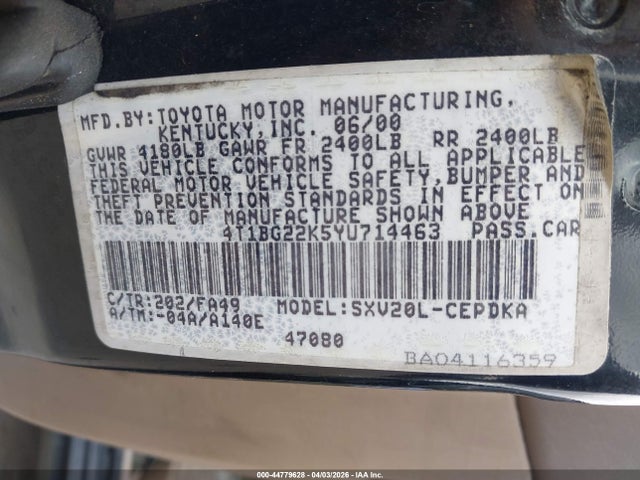 MFD.BY:TOYOTA MOTOR MANUFACTURING,
KENTUCKY,INC. 06/00
GVWR 4180LB GAWR FR 2400LB RR 2400LB
THIS VEHICLE CONFORMS TO ALL APPLICABLE
FEDERAL MOTOR VEHICLE SAFETY,BUMPER AND
THEFT PREVENTION STANDARDS IN EFFECT ON
THE DATE OF MANUFACTURE SHOWN ABOVE
4T1BG22K5YU714463 PASS.CAR
C/TR:202/FA49 MODEL:SXV20L-CEPDKA
A/TM:-04A/A140E
47080
BA04116359
000-44779628 - 04/03/2026 - IAA Inc.